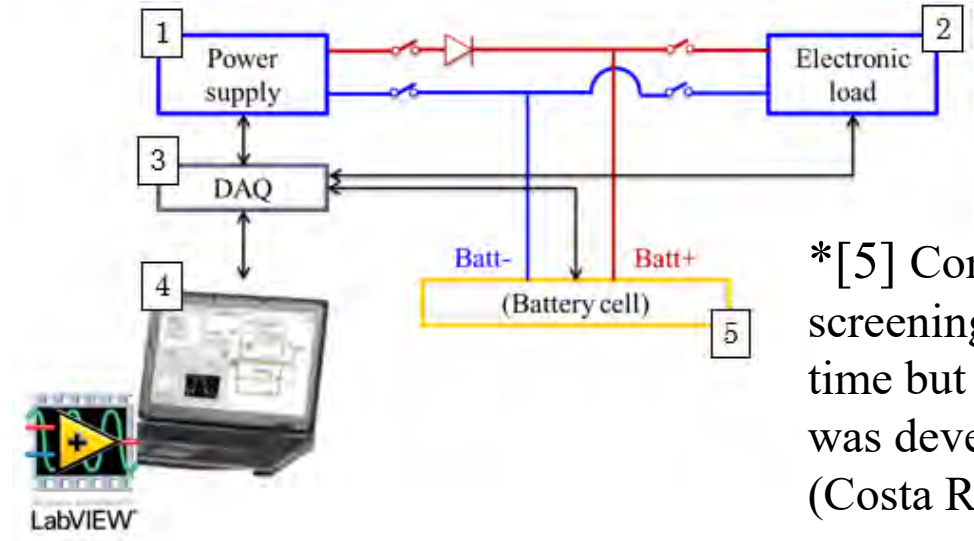 1
Power
supply
2
Electronic
load
3
DAQ
4
Batt-
Batt+
(Battery cell)
5
LabVIEW
*[5] Cor
screening
time but
was deve
(Costa R